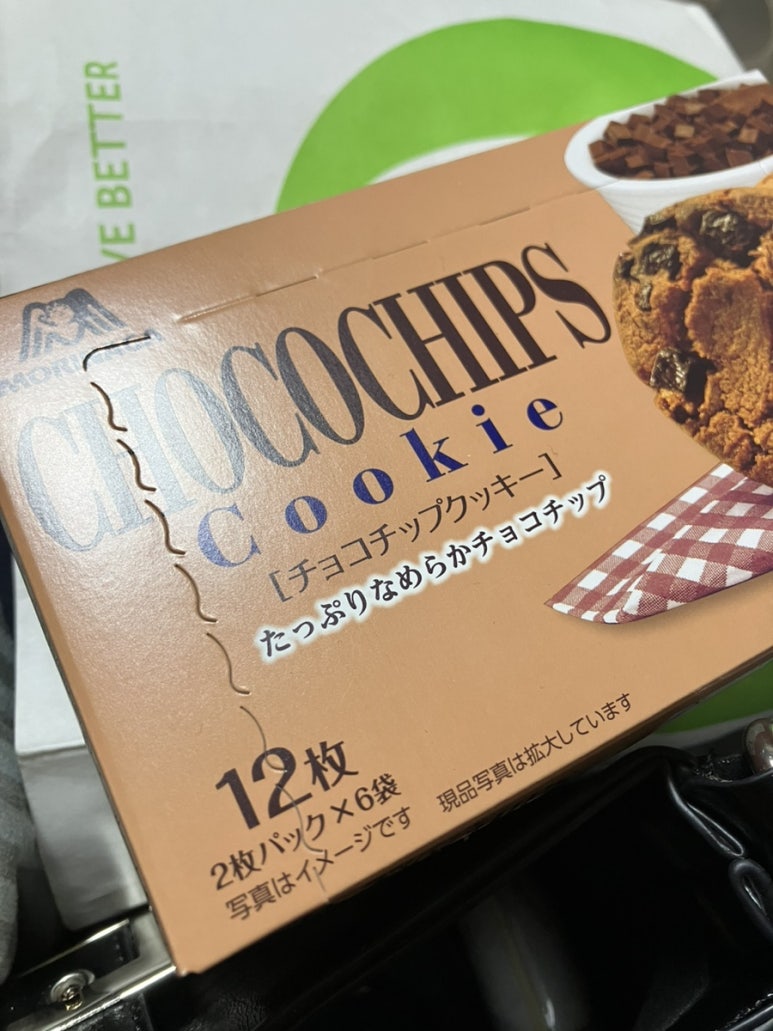 VE BETTER
MORINAGA
CHOCOCHIPS
Cookie
[チョコチップクッキー]
たっぷりなめらかチョコチップ
12枚
2枚パック×6袋
写真はイメージです 現品写真は拡大しています